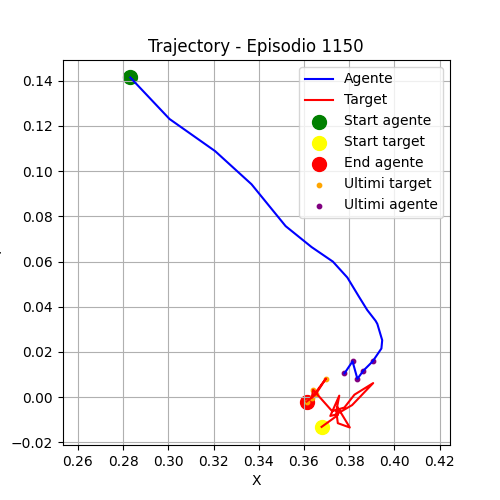 Trajectory - Episodio 1150
Agente
Target
Start agente
Start target
End agente
Ultimi target
Ultimi agente
0.14
0.12
0.10
0.08
0.06
0.04
0.02
0.00
−0.02
0.26 0.28 0.30 0.32 0.34 0.36 0.38 0.40 0.42
X